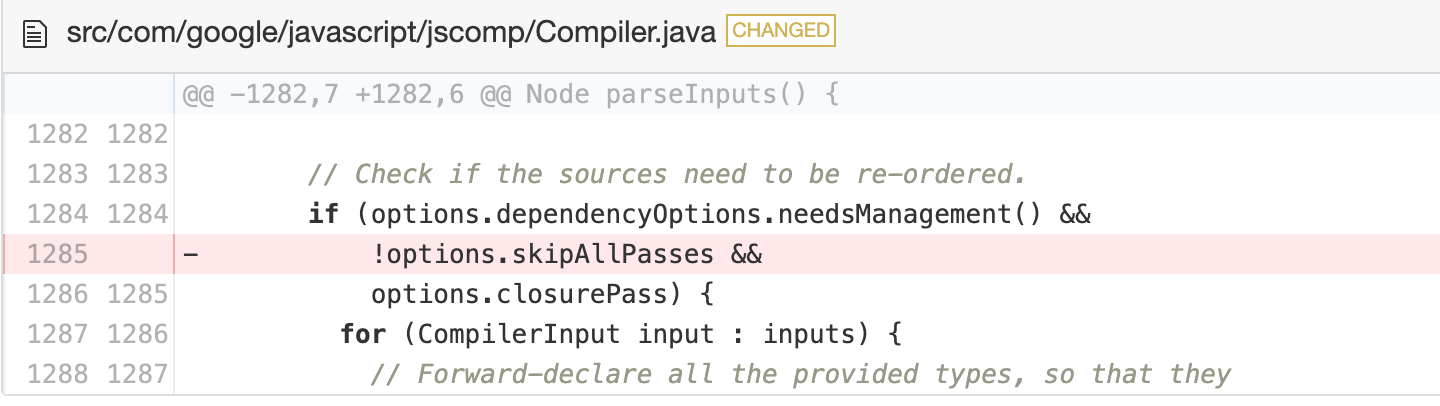 src/com/google/javascript/jscomp/Compiler.java CHANGED
@@ -1282,7 +1282,6 @@ Node parseInputs() {
1282 1282
1283 1283 // Check if the sources need to be re-ordered.
1284 1284 if (options.dependencyOptions.needsManagement() &&
1285 - !options.skipAllPasses &&
1286 1285 options.closurePass) {
1287 1286 for (CompilerInput input : inputs) {
1288 1287 // Forward-declare all the provided types, so that they